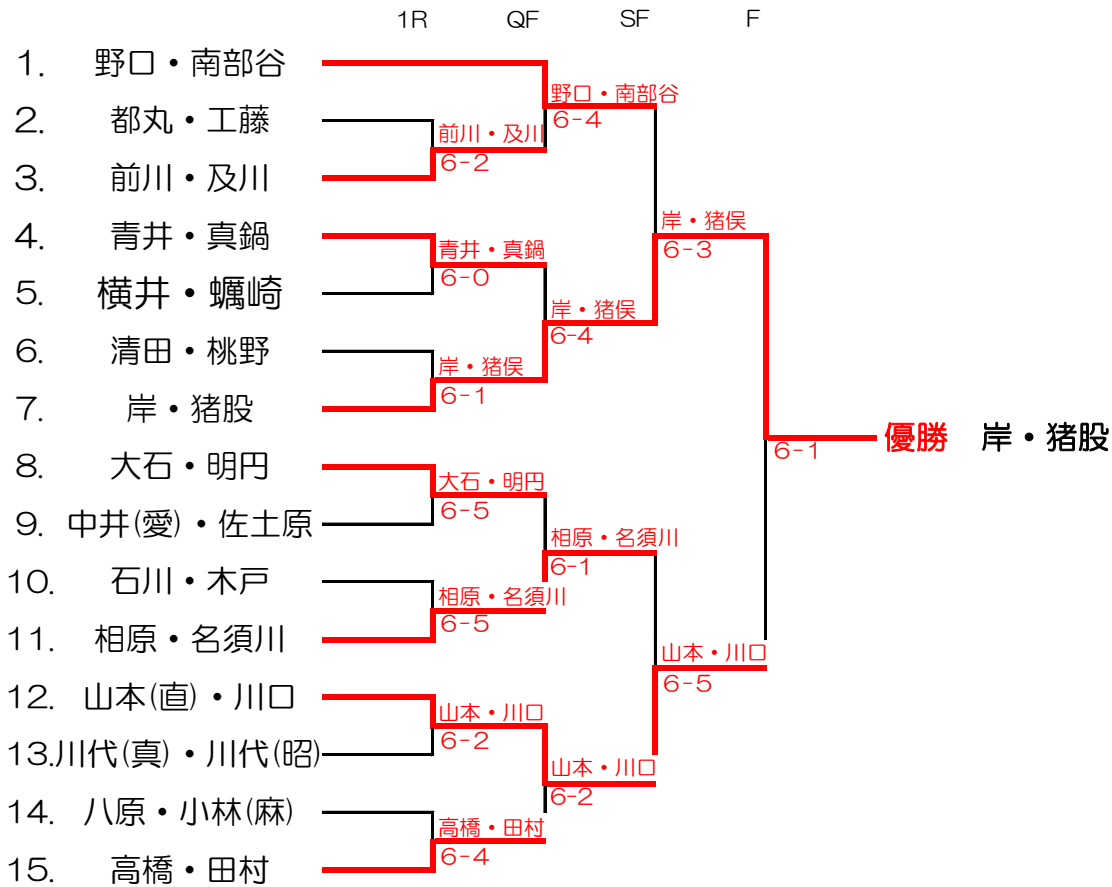 1R QF SF F
1. 野口・南部谷
野口・南部谷
6-4
2. 都丸・工藤
前川・及川
6-2
3. 前川・及川
岸・猪俣
6-3
4. 青井・真鍋
青井・真鍋
6-0
5. 横井・蠣崎
岸・猪俣
6-4
6. 清田・桃野
岸・猪俣
6-1
7. 岸・猪股
優勝 岸・猪股
6-1
8. 大石・明円
大石・明円
6-5
9. 中井(愛)・佐土原
相原・名須川
6-1
10. 石川・木戸
相原・名須川
6-5
11. 相原・名須川
山本・川口
6-5
12. 山本(直)・川口
山本・川口
6-2
13.川代(真)・川代(昭)
山本・川口
6-2
14. 八原・小林(麻)
高橋・田村
6-4
15. 高橋・田村